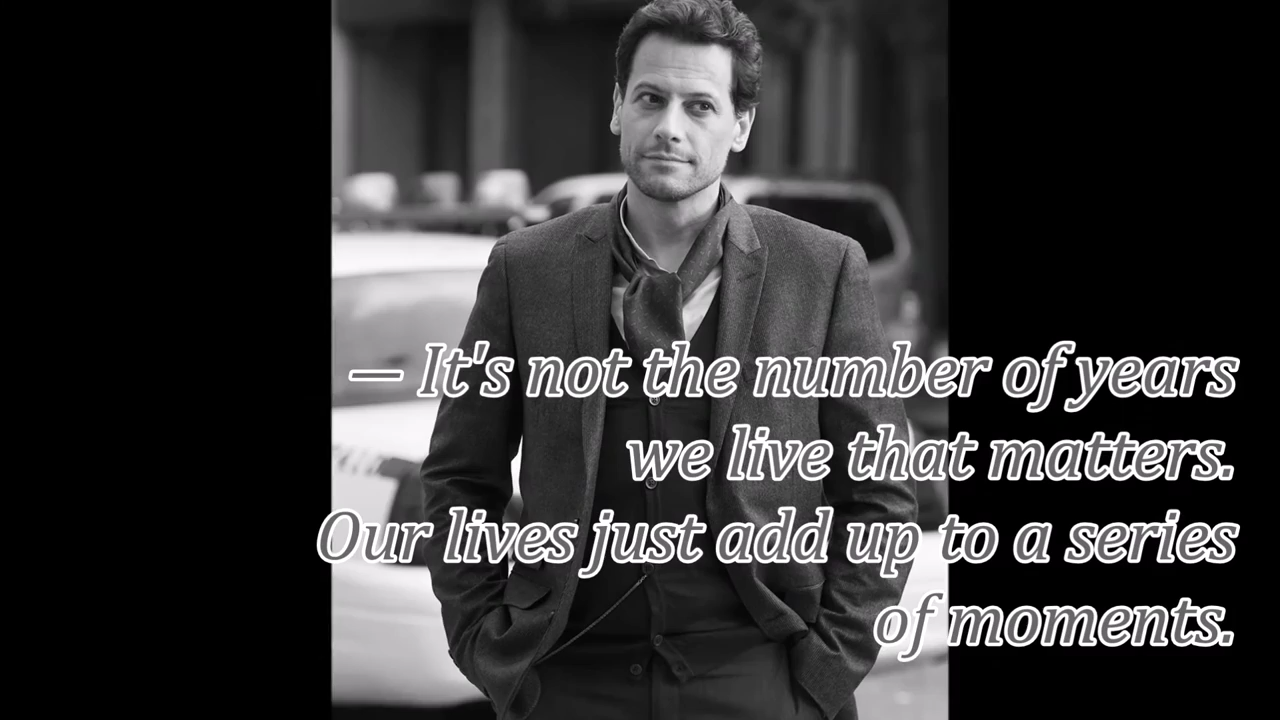 — It's not the number of years
we live that matters.
Our lives just add up to a series
of moments.